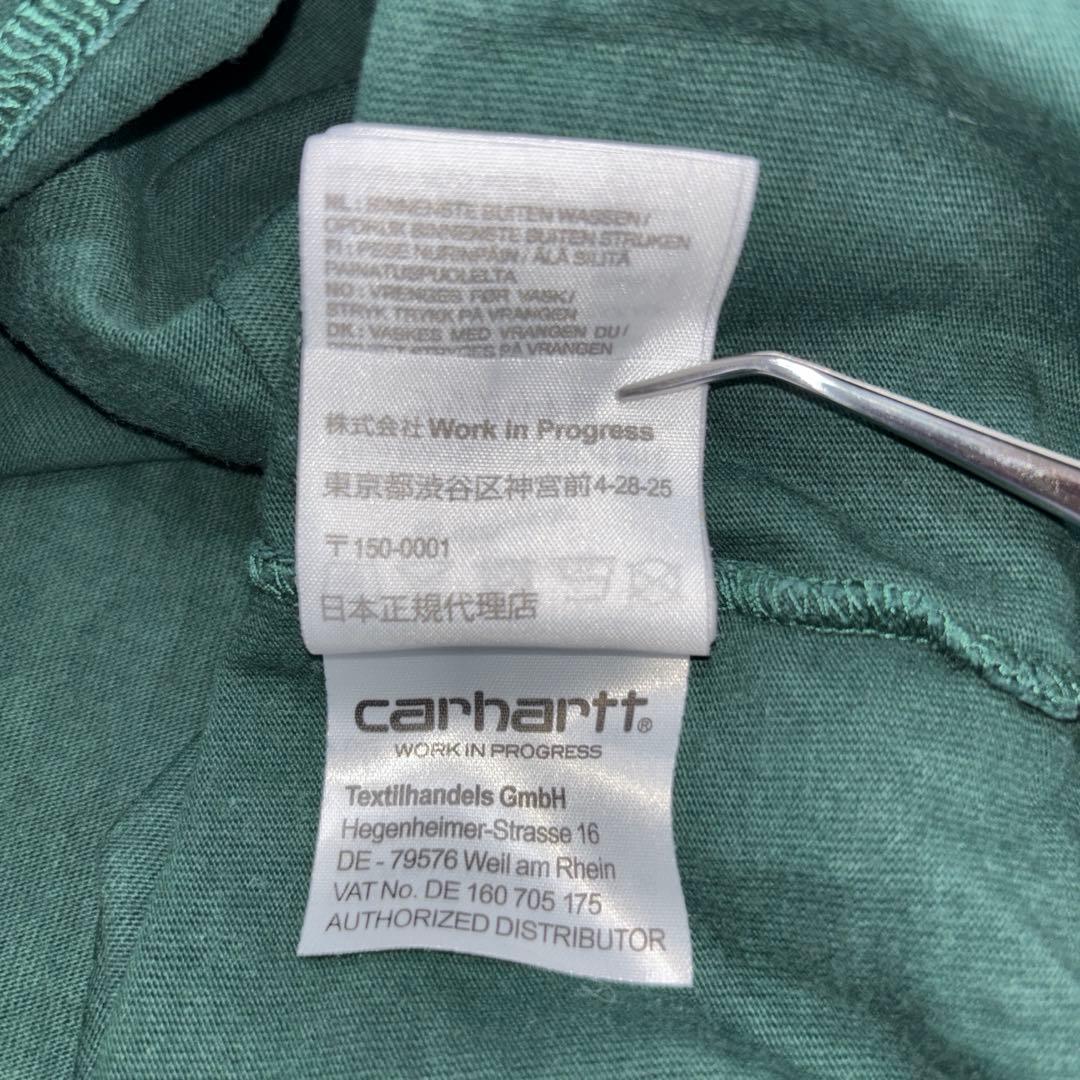 NL : BINNENSTE BUITEN WASSEN /
OPDRUK BINNENSTE BUITEN STRIJKEN
FI : PESE NURINPÄIN / ÄLÄ SILITÄ
PAINATUSPUOLELTA
NO : VRENGES FØR VASK /
STRYK TRYKK PÅ VRANGEN
DK : VASKES MED VRANGEN UD /
STRYGES PÅ VRANGEN
株式会社 Work in Progress
東京都渋谷区神宮前4-28-25
〒150-0001
日本正規代理店
carhartt®
WORK IN PROGRESS
Textilhandels GmbH
Hegenheimer-Strasse 16
DE - 79576 Weil am Rhein
VAT No. DE 160 705 175
AUTHORIZED DISTRIBUTOR